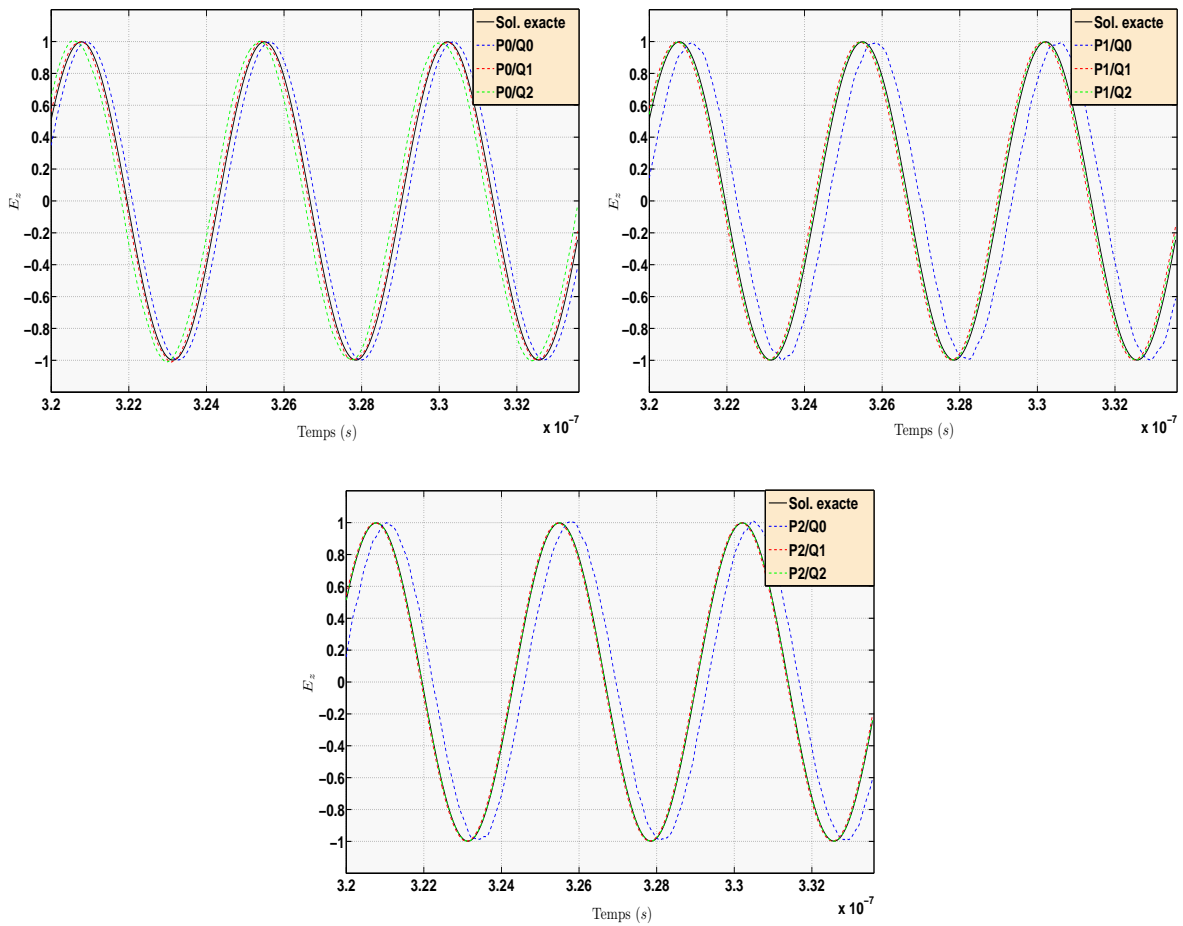 Sol. exacte
P0/Q0
P0/Q1
P0/Q2
1
0.8
0.6
0.4
0.2
0
−0.2
−0.4
−0.6
−0.8
−1
E_z
3.2
3.22
3.24
3.26
3.28
3.3
3.32
x 10⁻⁷
Temps (s)
Sol. exacte
P1/Q0
P1/Q1
P1/Q2
1
0.8
0.6
0.4
0.2
0
−0.2
−0.4
−0.6
−0.8
−1
E_z
3.2
3.22
3.24
3.26
3.28
3.3
3.32
x 10⁻⁷
Temps (s)
Sol. exacte
P2/Q0
P2/Q1
P2/Q2
1
0.8
0.6
0.4
0.2
0
−0.2
−0.4
−0.6
−0.8
−1
E_z
3.2
3.22
3.24
3.26
3.28
3.3
3.32
x 10⁻⁷
Temps (s)